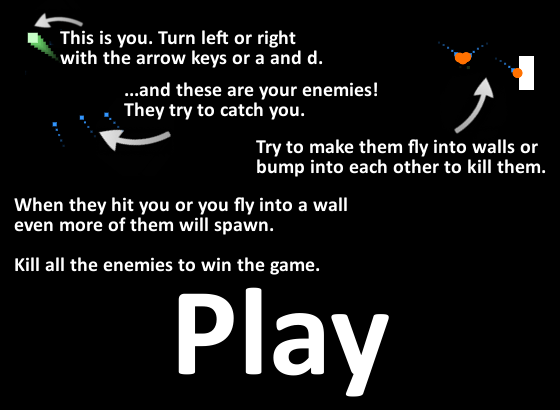 This is you. Turn left or right
with the arrow keys or a and d.
...and these are your enemies!
They try to catch you.
Try to make them fly into walls or
bump into each other to kill them.
When they hit you or you fly into a wall
even more of them will spawn.
Kill all the enemies to win the game.
Play